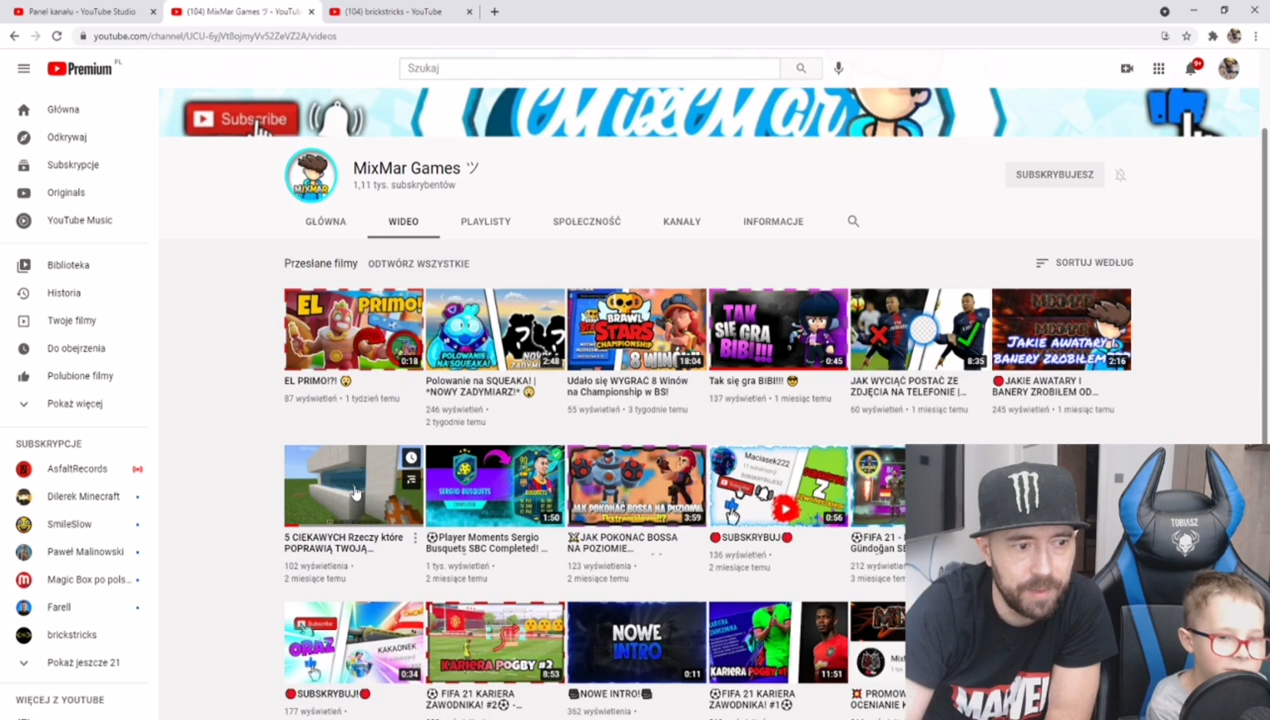 Panel kanału - YouTube Studio
(104) MixMar Games ツ - YouTub
(104) brickstricks - YouTube
youtube.com/channel/UCU-6yjVt8ojmyVvS2ZeVZ2A/videos
Premium PL
Szukaj
9+
Subscribe
MixMar
Główna
Odkrywaj
Subskrypcje
Originals
YouTube Music
Biblioteka
Historia
Twoje filmy
Do obejrzenia
Polubione filmy
Pokaż więcej
SUBSKRYPCJE
AsfaltRecords
Dilerek Minecraft
SmileSlow
Paweł Malinowski
Magic Box po pols...
Farell
brickstricks
Pokaż jeszcze 21
WIĘCEJ Z YOUTUBE
MIXMAR
MixMar Games ツ
1,11 tys. subskrybentów
SUBSKRYBUJESZ
GŁÓWNA WIDEO PLAYLISTY SPOŁECZNOŚĆ KANAŁY INFORMACJE
Przesłane filmy ODTWÓRZ WSZYSTKIE
SORTUJ WEDŁUG
EL PRIMO!
0:18
EL PRIMO!?!
87 wyświetleń • 1 tydzień temu
POLOWANIE NA SQUEAKA!
2:48
Polowanie na SQUEAKA! |
*NOWY ZADYMIARZ!*
246 wyświetleń •
2 tygodnie temu
BRAWL STARS CHAMPIONSHIP
8 WINÓW
18:04
Udało się WYGRAĆ 8 Winów
na Championship w BS!
55 wyświetleń • 3 tygodnie temu
TAK SIĘ GRA BIBI!!!
0:45
Tak się gra BIBI!!!
137 wyświetleń • 1 miesiąc temu
8:35
JAK WYCIĄĆ POSTAĆ ZE
ZDJĘCIA NA TELEFONIE |...
60 wyświetleń • 1 miesiąc temu
MIXMAR
JAKIE AWATARY I
BANERY ZROBIŁEM
2:16
JAKIE AWATARY I
BANERY ZROBIŁEM OD...
245 wyświetleń • 1 miesiąc temu
5 CIEKAWYCH Rzeczy które
POPRAWIĄ TWOJĄ...
102 wyświetlenia •
2 miesiące temu
SERGIO BUSQUETS
1:50
Player Moments Sergio
Busquets SBC Completed! ...
1 tys. wyświetleń •
2 miesiące temu
JAK POKONAĆ BOSSA
NA POZIOMIE
3:59
JAK POKONAĆ BOSSA
NA POZIOMIE...
123 wyświetlenia •
2 miesiące temu
Maciasek222
Z
0:56
SUBSKRYBUJ
136 wyświetleń •
2 miesiące temu
FIFA 21 -
Gündoğan SE
212 wyświetleń
3 miesiące temu
Subscribe
ORAZ
KAKAONEK
0:34
SUBSKRYBUJ!
177 wyświetleń •
KARIERA POGBY #2
8:53
FIFA 21 KARIERA
ZAWODNIKA! #2
NOWE
INTRO!
0:11
NOWE INTRO!
362 wyświetlenia •
KARIERA POGBY #1
11:51
FIFA 21 KARIERA
ZAWODNIKA! #1
PROMOW
OCENIANIE K
TOBIASZ
MARVEL